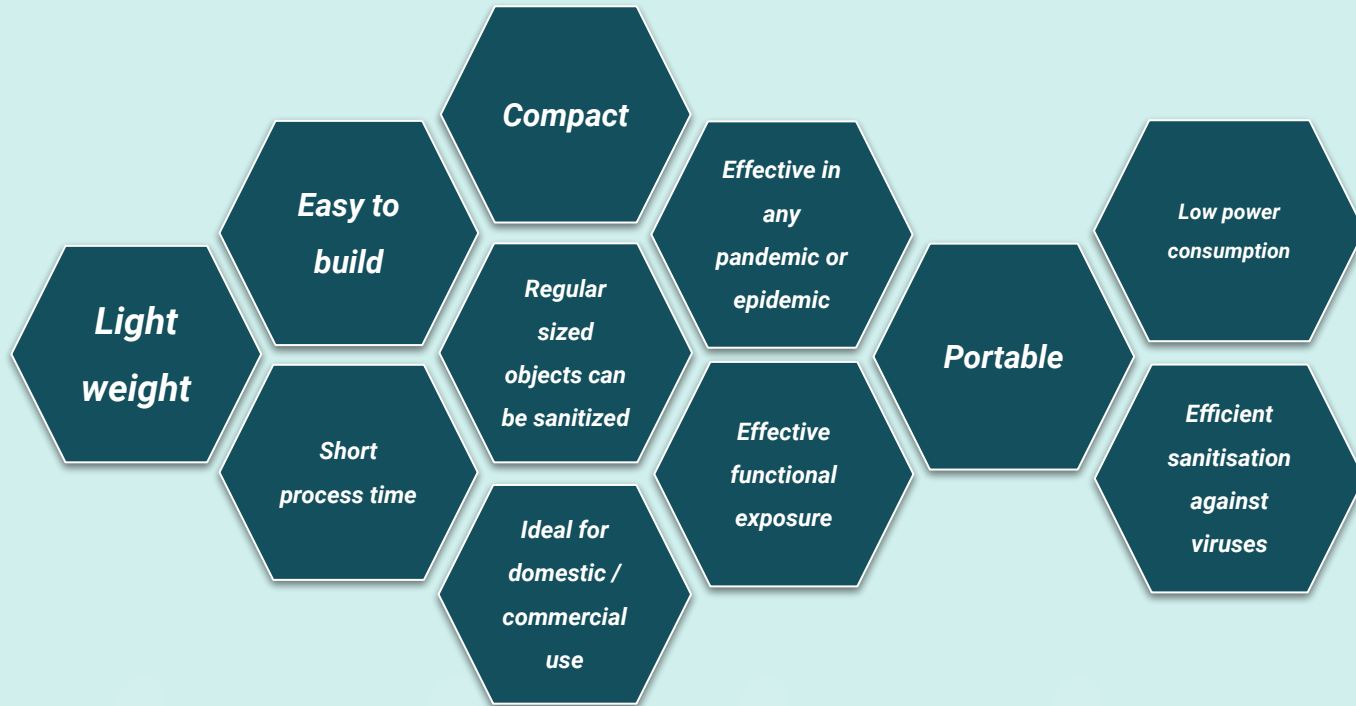 Compact
Easy to
build
Effective in
any
pandemic or
epidemic
Low power
consumption
Light
weight
Regular
sized
objects can
be sanitized
Portable
Short
process time
Effective
functional
exposure
Efficient
sanitisation
against
viruses
Ideal for
domestic /
commercial
use